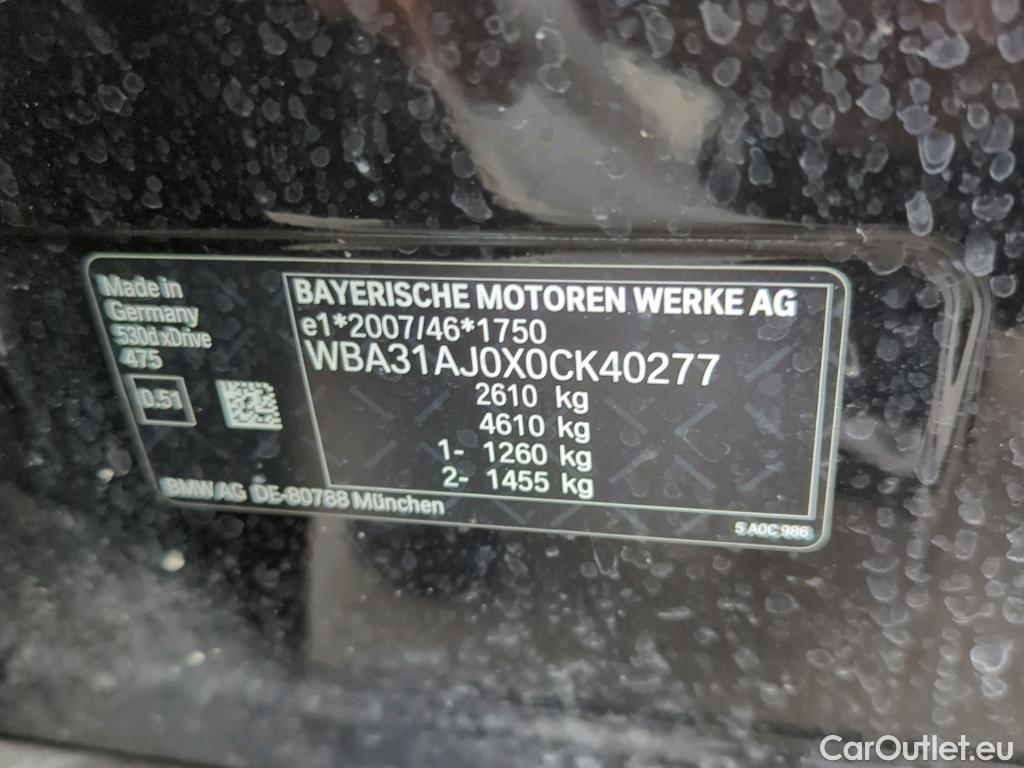 Made in
Germany
530d xDrive
475
0.51
BAYERISCHE MOTOREN WERKE AG
e1*2007/46*1750
WBA31AJ0X0CK40277
2610 kg
4610 kg
1- 1260 kg
2- 1455 kg
BMW AG DE-80788 München
5 A0C 986
CarOutlet.eu